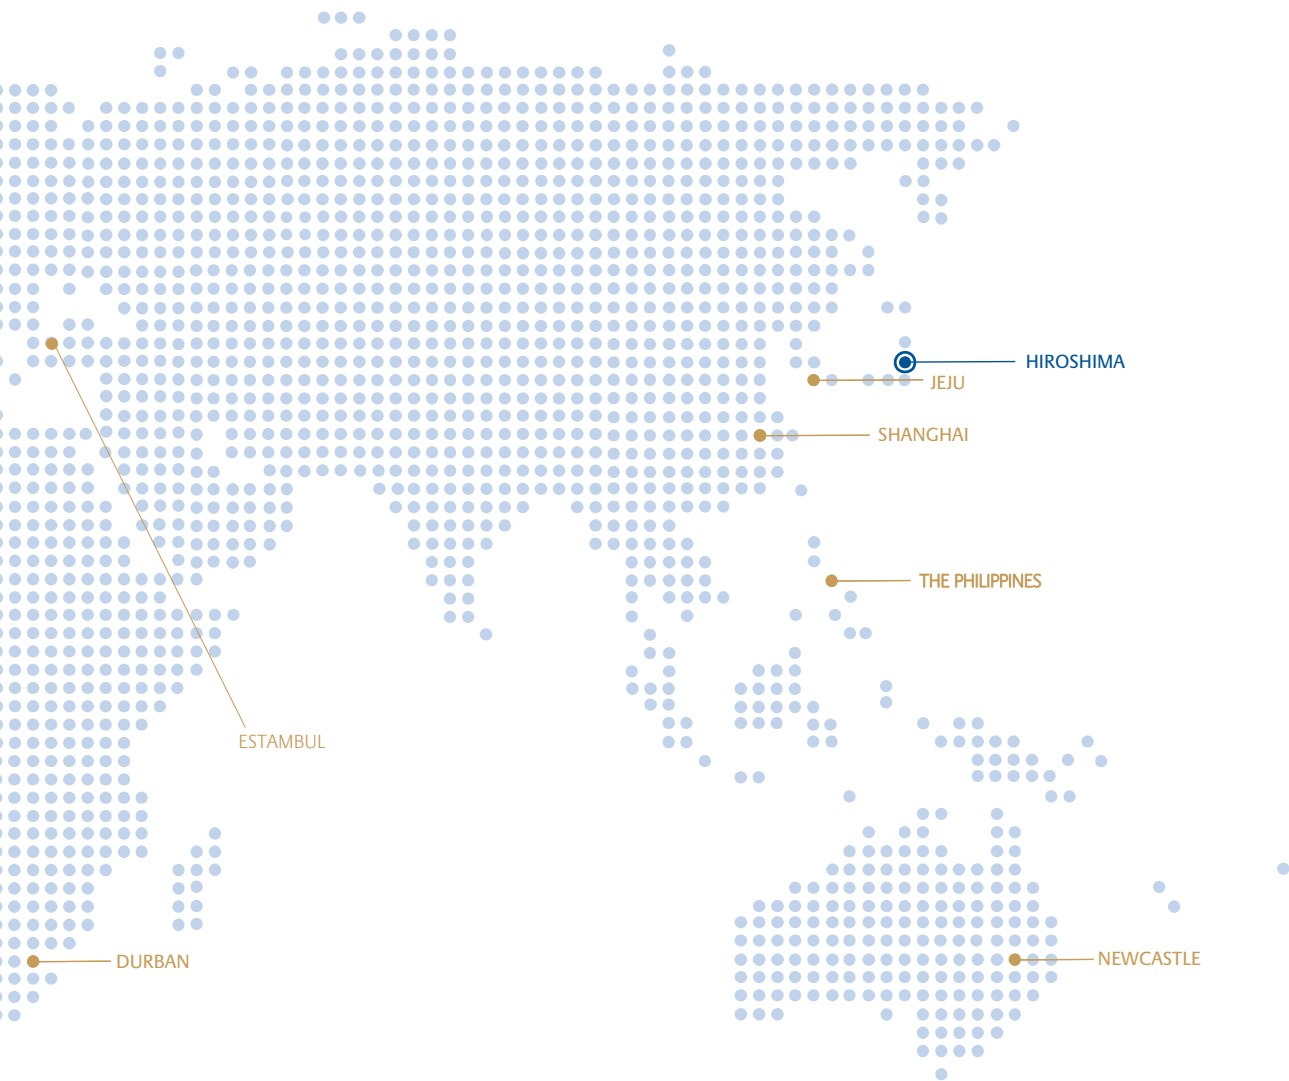 HIROSHIMA
JEJU
SHANGHAI
THE PHILIPPINES
ESTAMBUL
NEWCASTLE
DURBAN